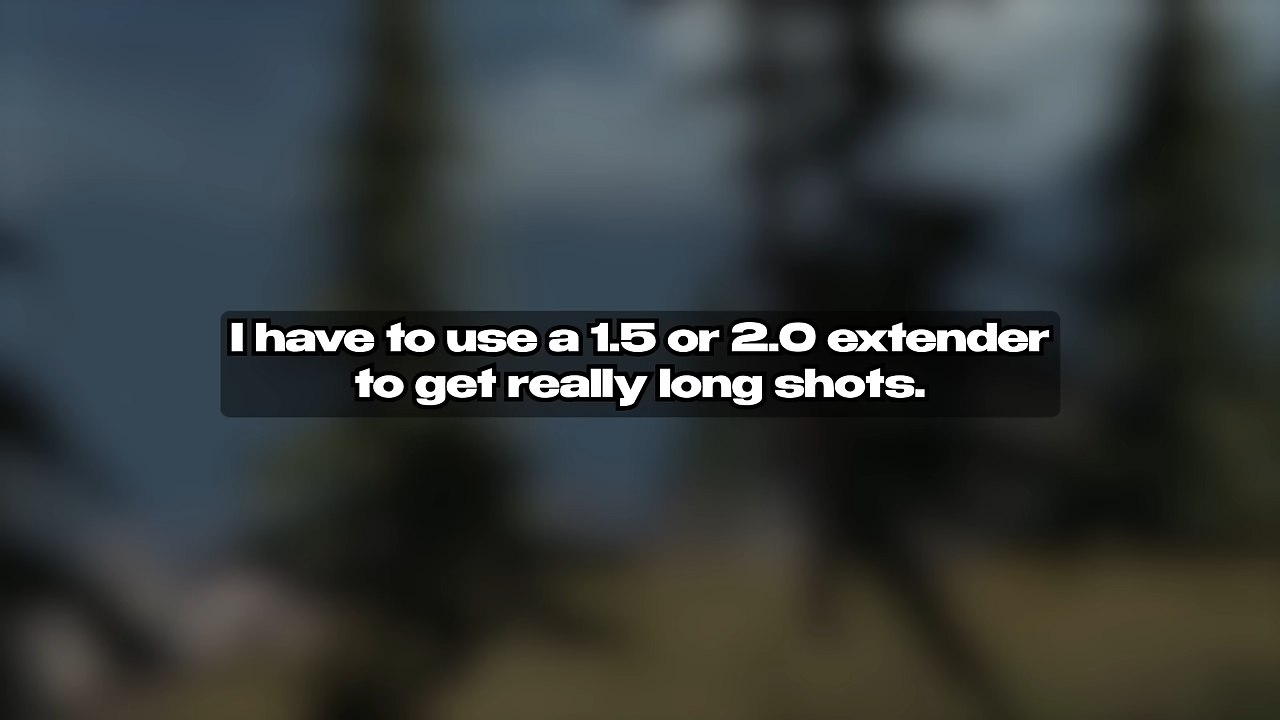 I have to use a 1.5 or 2.0 extender
to get really long shots.